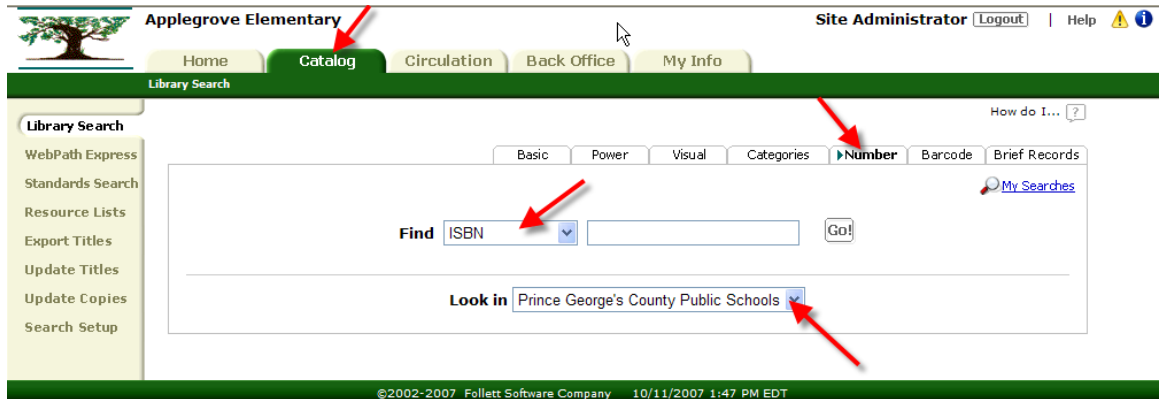 Applegrove Elementary
Site Administrator Logout | Help
Home Catalog Circulation Back Office My Info
Library Search
How do I... ?
Library Search
WebPath Express
Standards Search
Resource Lists
Export Titles
Update Titles
Update Copies
Search Setup
Basic Power Visual Categories Number Barcode Brief Records
My Searches
Find ISBN Go!
Look in Prince George's County Public Schools
©2002-2007 Follett Software Company 10/11/2007 1:47 PM EDT